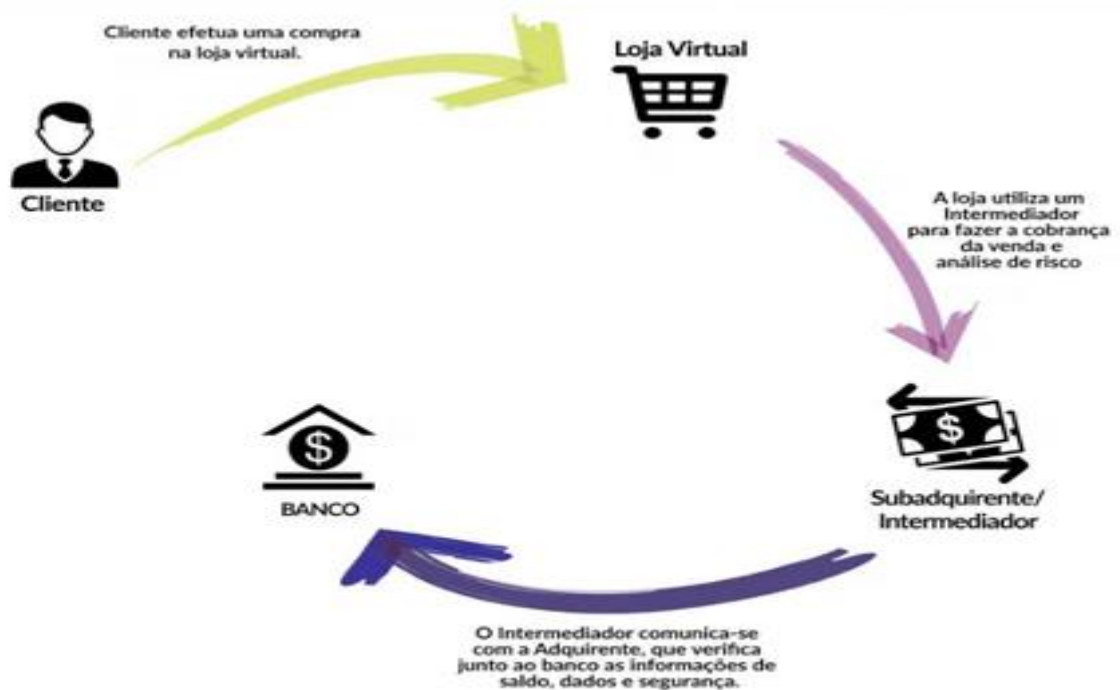 Cliente efetua uma compra
na loja virtual.
Loja Virtual
Cliente
A loja utiliza um
Intermediador
para fazer a cobrança
da venda e
análise de risco
$
Subadquirente/
Intermediador
$
BANCO
O Intermediador comunica-se
com a Adquirente, que verifica
junto ao banco as informações de
saldo, dados e segurança.